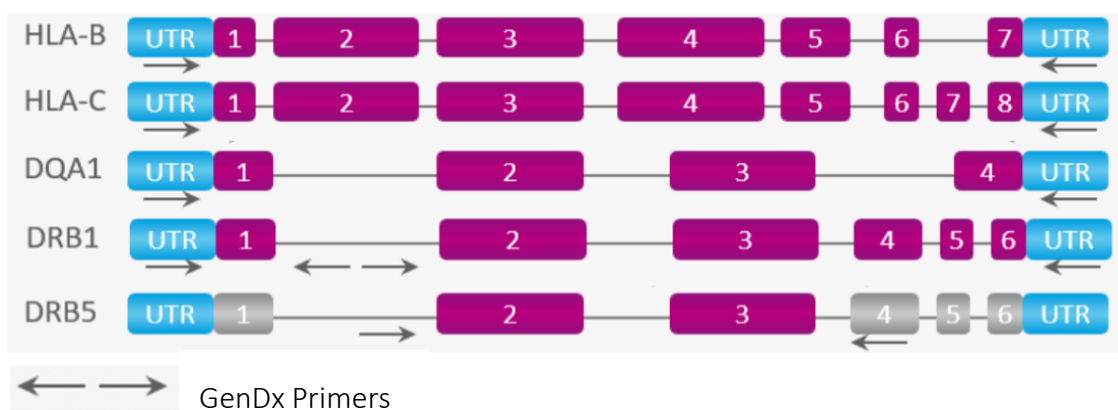 HLA-B UTR 1 2 3 4 5 6 7 UTR
HLA-C UTR 1 2 3 4 5 6 7 8 UTR
DQA1 UTR 1 2 3 4 UTR
DRB1 UTR 1 2 3 4 5 6 UTR
DRB5 UTR 1 2 3 4 5 6 UTR
GenDx Primers